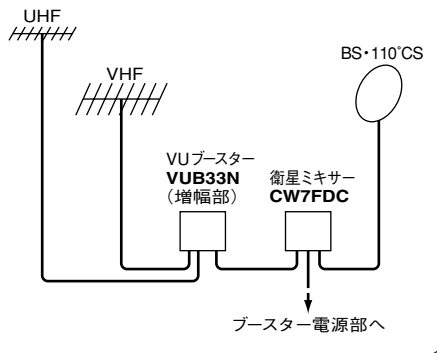 UHF
VHF
BS・110°CS
VUブースター
VUB33N
（増幅部）
衛星ミキサー
CW7FDC
ブースター電源部へ